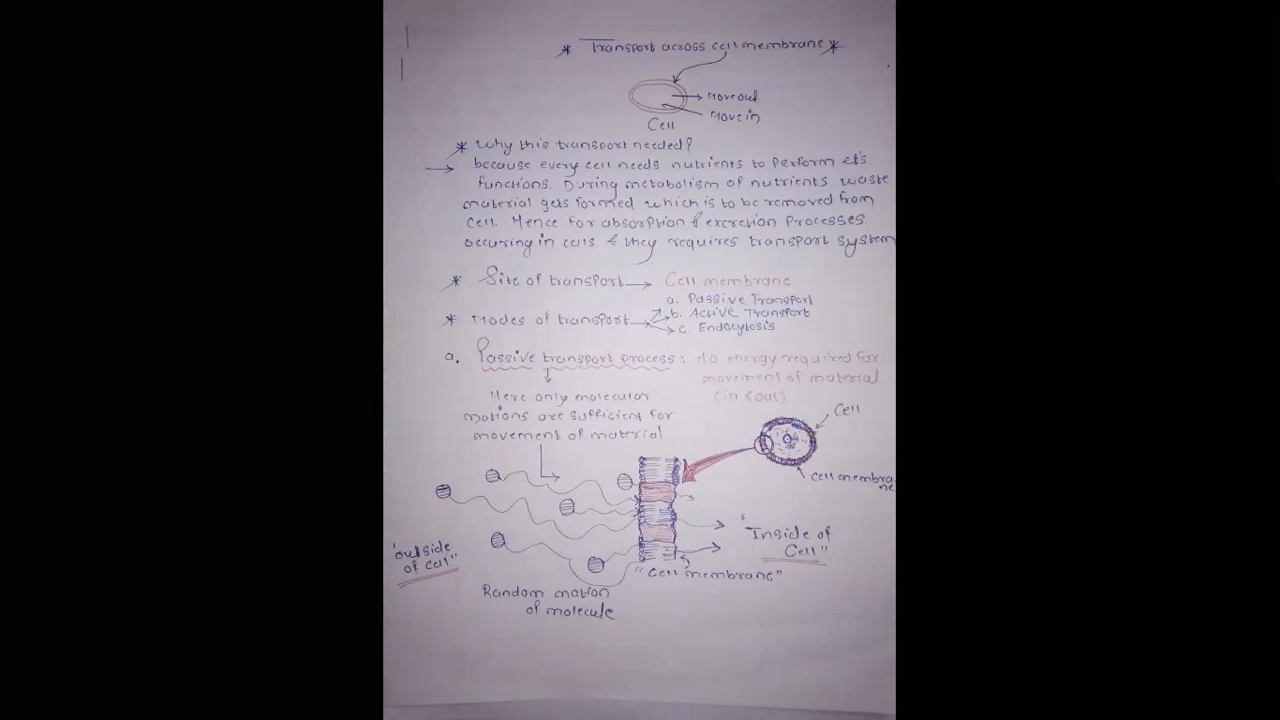 * Transport across cell membrane *
Move out
Move in
Cell
* Why this transport needed?
→ because every cell needs nutrients to perform it's
functions. During metabolism of nutrients waste
material gets formed which is to be removed from
cell. Hence for absorption & excretion processes
occuring in cells & they requires transport system
* Site of transport → Cell membrane
a. Passive Transport
* Modes of transport → b. Active Transport
c. Endocytosis
a. Passive transport process: No energy required for
movement of material
(in & out)
Here only molecular
motions are sufficient for
movement of material
Cell
Cell membrane
"outside
of cell"
"Inside of
Cell"
"Cell membrane"
Random motion
of molecule